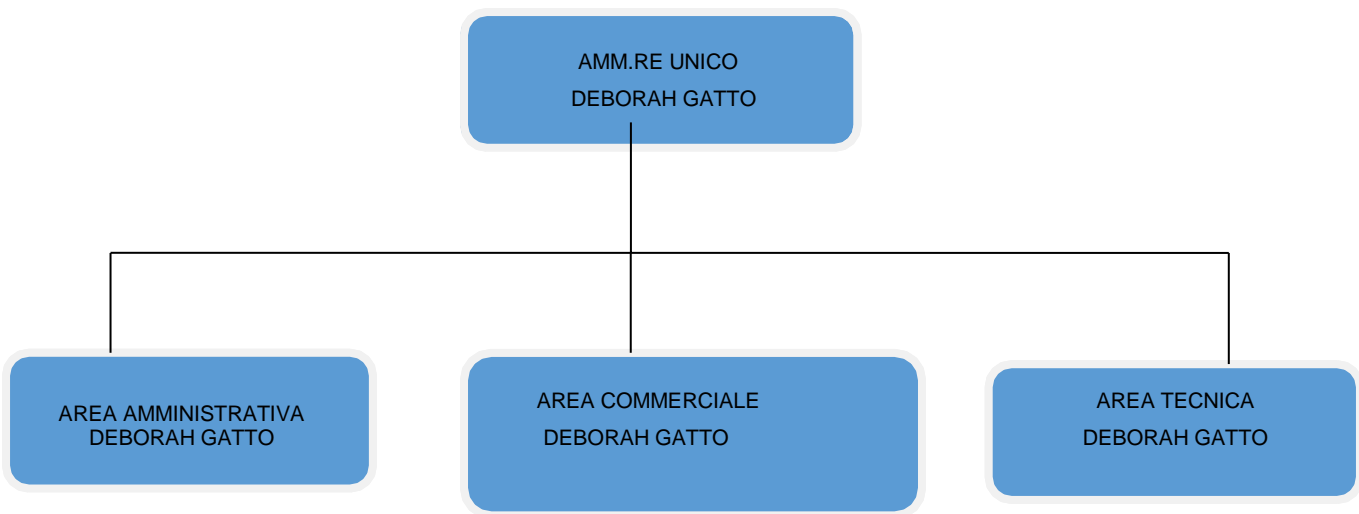 AMM.RE UNICO
DEBORAH GATTO
AREA AMMINISTRATIVA
DEBORAH GATTO
AREA COMMERCIALE
DEBORAH GATTO
AREA TECNICA
DEBORAH GATTO